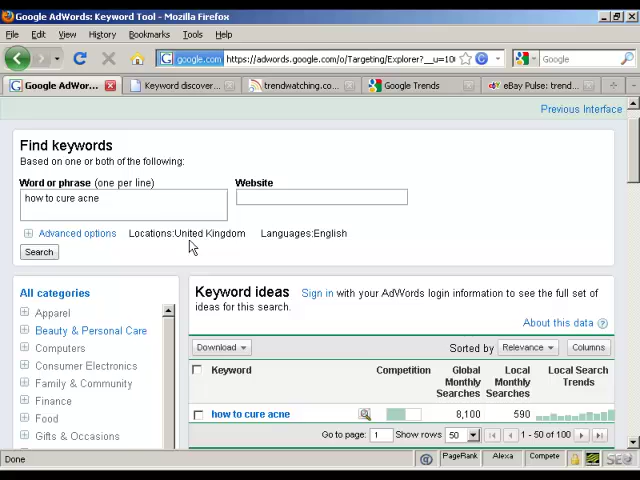 Google AdWords: Keyword Tool - Mozilla Firefox
File Edit View History Bookmarks Tools Help
google.com https://adwords.google.com/o/Targeting/Explorer?__u=10 Google
Google AdWor... Keyword discover... trendwatching.co... Google Trends eBay Pulse: trend...
Previous Interface
Find keywords
Based on one or both of the following:
Word or phrase (one per line) Website
how to cure acne
Advanced options Locations:United Kingdom Languages:English
Search
All categories
Apparel
Beauty & Personal Care
Computers
Consumer Electronics
Family & Community
Finance
Food
Gifts & Occasions
Keyword ideas Sign in with your AdWords login information to see the full set of
ideas for this search.
About this data ?
Download Sorted by Relevance Columns
Keyword Competition Global Monthly Searches Local Monthly Searches Local Search Trends
how to cure acne 8,100 590
Go to page: 1 Show rows 50 1 - 50 of 100
Done PageRank Alexa Compete